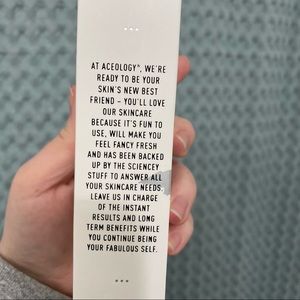 AT ACEOLOGY®, WE'RE
READY TO BE YOUR
SKIN'S NEW BEST
FRIEND – YOU'LL LOVE
OUR SKINCARE
BECAUSE IT'S FUN TO
USE, WILL MAKE YOU
FEEL FANCY FRESH
AND HAS BEEN BACKED
UP BY THE SCIENCEY
STUFF TO ANSWER ALL
YOUR SKINCARE NEEDS.
LEAVE US IN CHARGE
OF THE INSTANT
RESULTS AND LONG
TERM BENEFITS WHILE
YOU CONTINUE BEING
YOUR FABULOUS SELF.